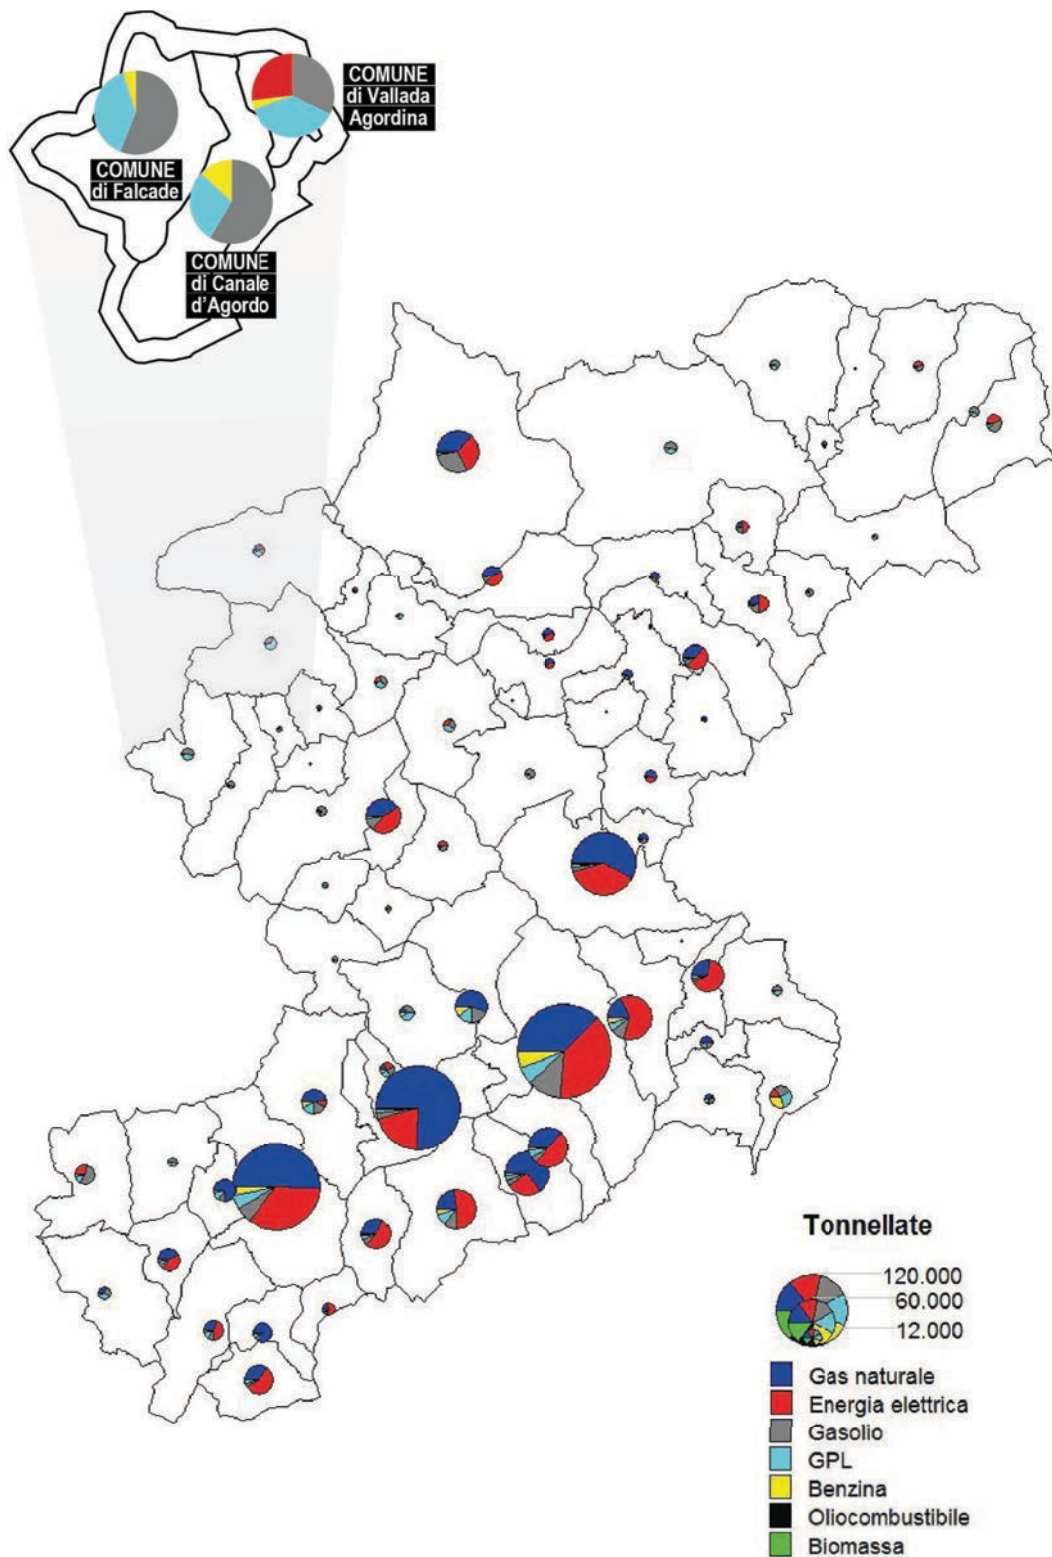 COMUNE
di Vallada
Agordina
COMUNE
di Falcade
COMUNE
di Canale
d'Agordo
Tonnellate
120.000
60.000
12.000
Gas naturale
Energia elettrica
Gasolio
GPL
Benzina
Oliocombustibile
Biomassa